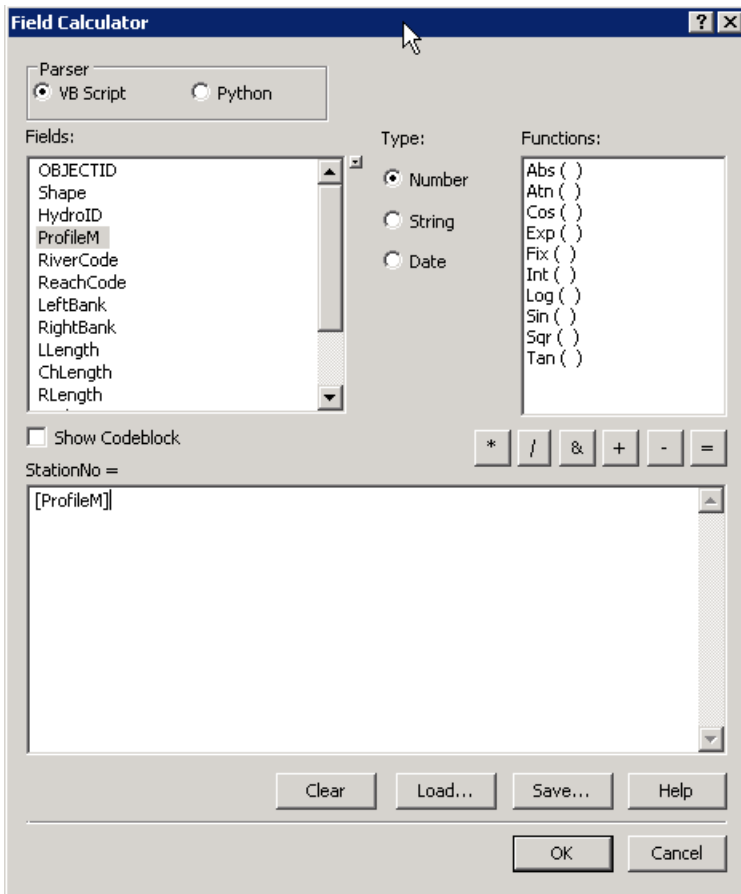 Field Calculator
Parser
VB Script Python
Fields:
OBJECTID
Shape
HydroID
ProfileM
RiverCode
ReachCode
LeftBank
RightBank
LLength
ChLength
RLength
Type:
Number
String
Date
Functions:
Abs ( )
Atn ( )
Cos ( )
Exp ( )
Fix ( )
Int ( )
Log ( )
Sin ( )
Sqr ( )
Tan ( )
Show Codeblock
* / & + - =
StationNo =
[ProfileM]
Clear Load... Save... Help
OK Cancel